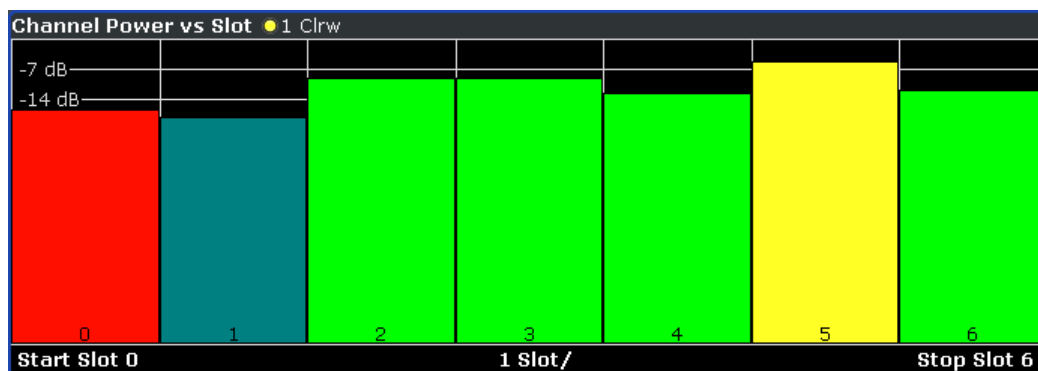 Channel Power vs Slot 1 Clrw
-7 dB
-14 dB
0 1 2 3 4 5 6
Start Slot 0 1 Slot/ Stop Slot 6